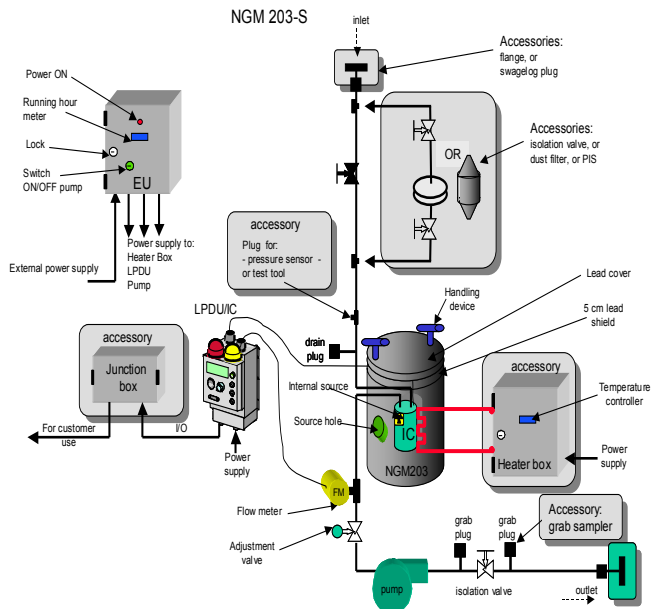 NGM 203-S
inlet
Accessories:
flange, or
swagelog plug
Power ON
Running hour
meter
Lock
Switch
ON/OFF pump
EU
OR
Accessories:
isolation valve, or
dust filter, or PIS
External power supply
Power supply to:
Heater Box
LPDU
Pump
accessory
Plug for:
- pressure sensor -
or test tool
Handling
device
Lead cover
5 cm lead
shield
LPDU/IC
drain
plug
accessory
Junction
box
accessory
Internal source
Temperature
controller
Source hole
IC
For customer
use
I/O
Power
supply
NGM203
Heater box
Power
supply
FM
Flow meter
Accessory:
grab sampler
grab
plug
grab
plug
Adjustment
valve
pump
isolation valve
outlet